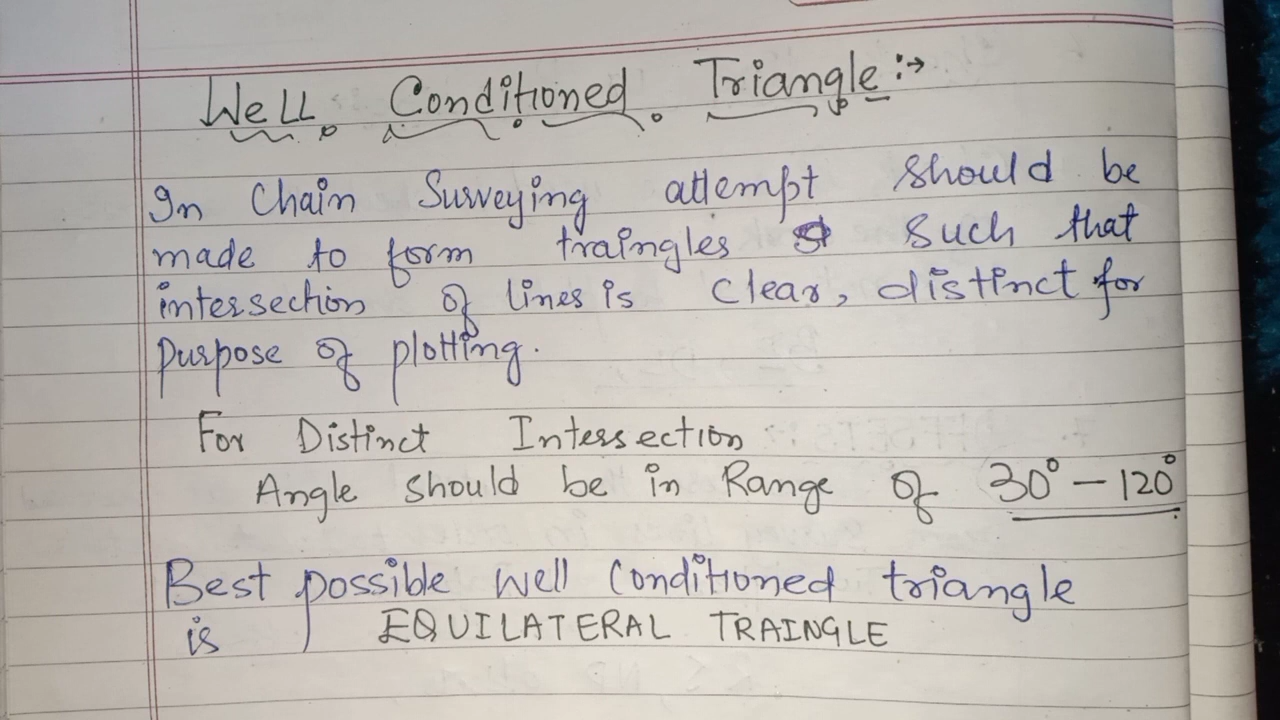 Well Conditioned Triangle :→
In Chain Surveying attempt should be
made to form traingles such that
intersection of lines is clear, distinct for
purpose of plotting.
For Distinct Intersection
Angle should be in Range of 30° - 120°
Best possible well Conditioned triangle
is EQUILATERAL TRAINGLE